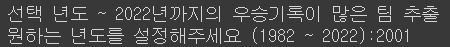 선택 년도 ~ 2022년까지의 우승기록이 많은 팀 추출
원하는 년도를 설정해주세요 (1982 ~ 2022):2001